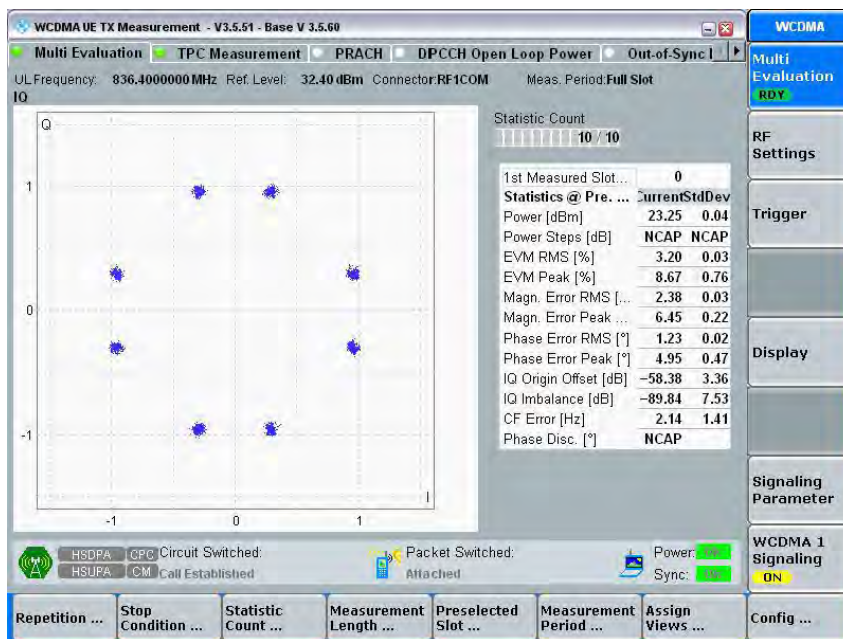 WCDMA UE TX Measurement - V3.5.51 - Base V 3.5.60
Multi Evaluation TPC Measurement PRACH DPCCH Open Loop Power Out-of-Sync
UL Frequency: 836.4000000 MHz Ref. Level: 32.40 dBm Connector: RF1COM Meas. Period: Full Slot
IQ
Q
1
0
-1
-1 0 1
I
Statistic Count
10 / 10
1st Measured Slot... 0
Statistics @ Pre. ... Current StdDev
Power [dBm] 23.25 0.04
Power Steps [dB] NCAP NCAP
EVM RMS [%] 3.20 0.03
EVM Peak [%] 8.67 0.76
Magn. Error RMS [... 2.38 0.03
Magn. Error Peak ... 6.45 0.22
Phase Error RMS [°] 1.23 0.02
Phase Error Peak [°] 4.95 0.47
IQ Origin Offset [dB] -58.38 3.36
IQ Imbalance [dB] -89.84 7.53
CF Error [Hz] 2.14 1.41
Phase Disc. [°] NCAP
HSDPA CPC Circuit Switched:
HSUPA CM Call Established
Packet Switched:
Attached
Power:
Sync:
WCDMA
Multi
Evaluation
RDY
RF
Settings
Trigger
Display
Signaling
Parameter
WCDMA 1
Signaling
ON
Repetition ...
Stop
Condition ...
Statistic
Count ...
Measurement
Length ...
Preselected
Slot ...
Measurement
Period ...
Assign
Views ...
Config ...